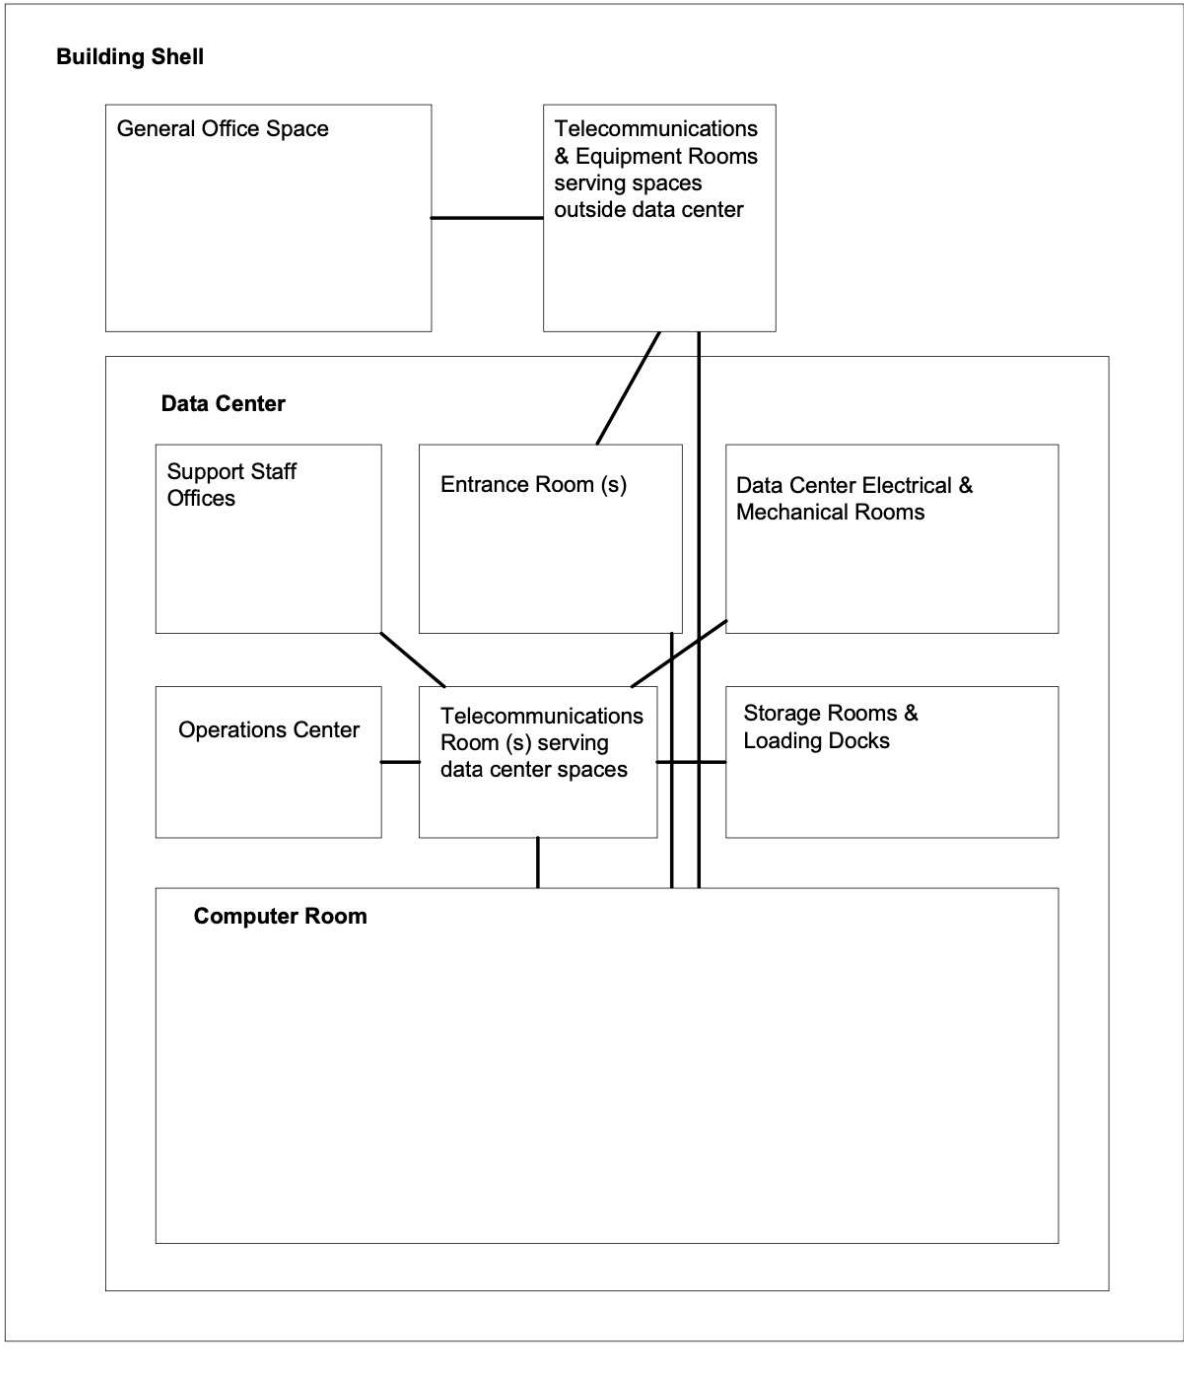 Building Shell
General Office Space
Telecommunications
& Equipment Rooms
serving spaces
outside data center
Data Center
Support Staff
Offices
Entrance Room (s)
Data Center Electrical &
Mechanical Rooms
Operations Center
Telecommunications
Room (s) serving
data center spaces
Storage Rooms &
Loading Docks
Computer Room